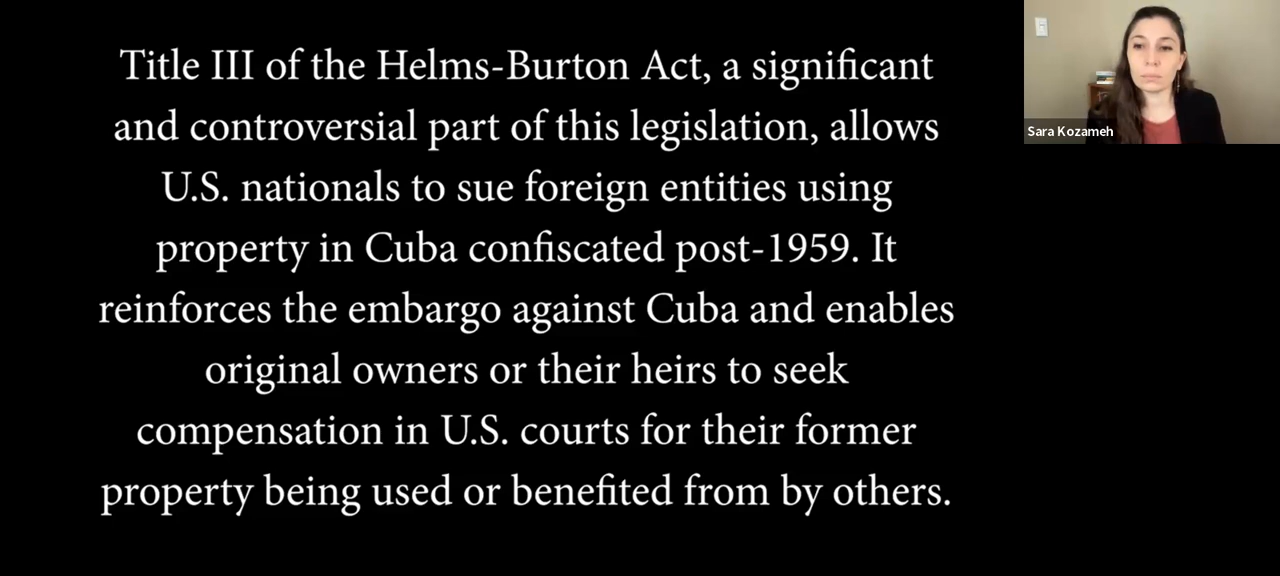 Title III of the Helms-Burton Act, a significant
and controversial part of this legislation, allows
U.S. nationals to sue foreign entities using
property in Cuba confiscated post-1959. It
reinforces the embargo against Cuba and enables
original owners or their heirs to seek
compensation in U.S. courts for their former
property being used or benefited from by others.
Sara Kozameh